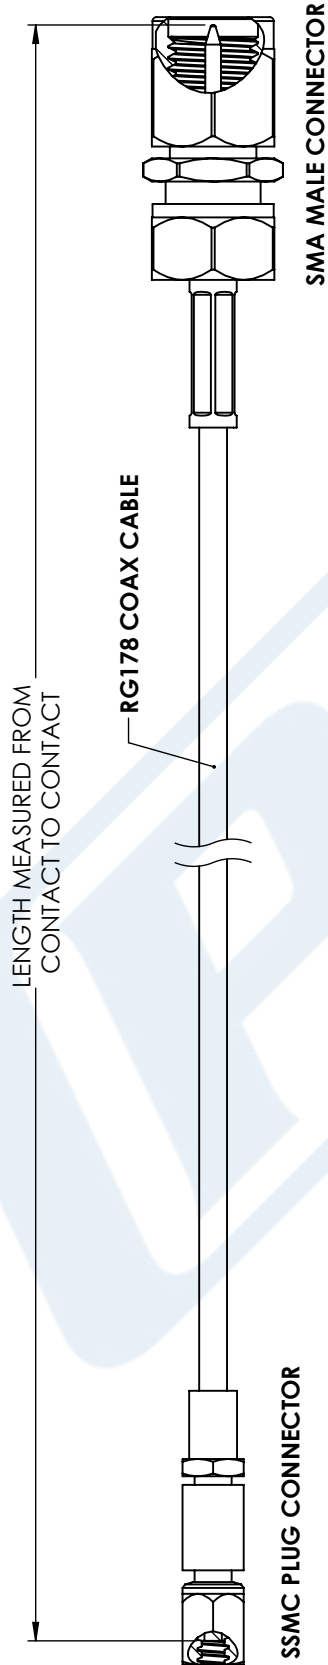 LENGTH MEASURED FROM
CONTACT TO CONTACT
RG178 COAX CABLE
SSMC PLUG CONNECTOR
SMA MALE CONNECTOR